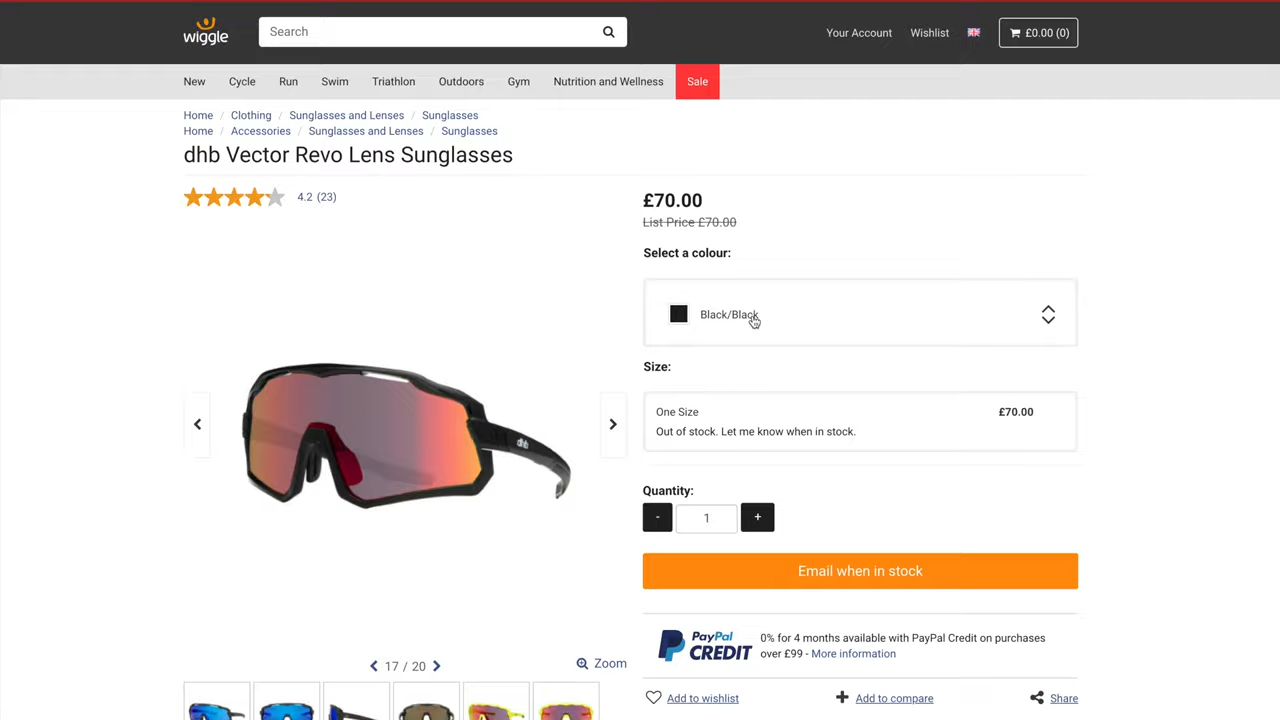 wiggle
Search
Your Account
Wishlist
£0.00 (0)
New
Cycle
Run
Swim
Triathlon
Outdoors
Gym
Nutrition and Wellness
Sale
Home / Clothing / Sunglasses and Lenses / Sunglasses
Home / Accessories / Sunglasses and Lenses / Sunglasses
dhb Vector Revo Lens Sunglasses
4.2 (23)
£70.00
List Price £70.00
Select a colour:
Black/Black
Size:
One Size £70.00
Out of stock. Let me know when in stock.
dhb
Quantity:
- 1 +
Email when in stock
PayPal CREDIT
0% for 4 months available with PayPal Credit on purchases
over £99 - More information
17 / 20
Zoom
Add to wishlist
Add to compare
Share